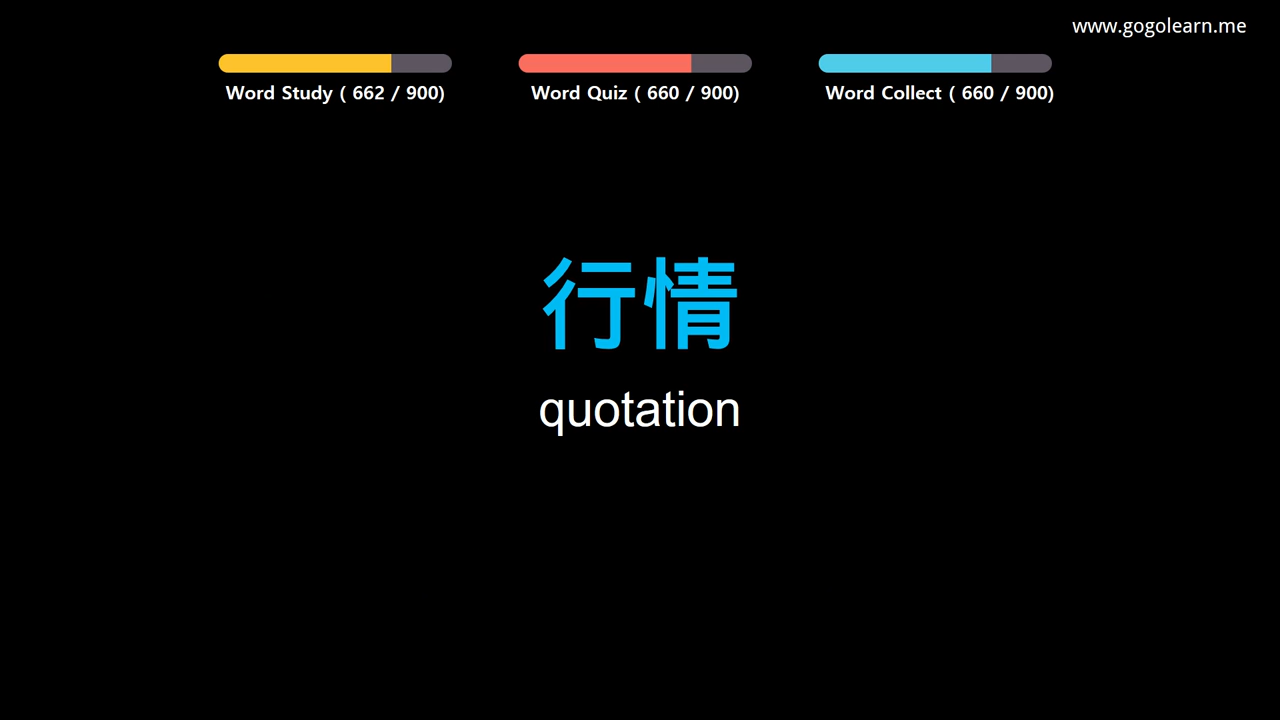 www.gogolearn.me
Word Study ( 662 / 900)
Word Quiz ( 660 / 900)
Word Collect ( 660 / 900)
行情
quotation